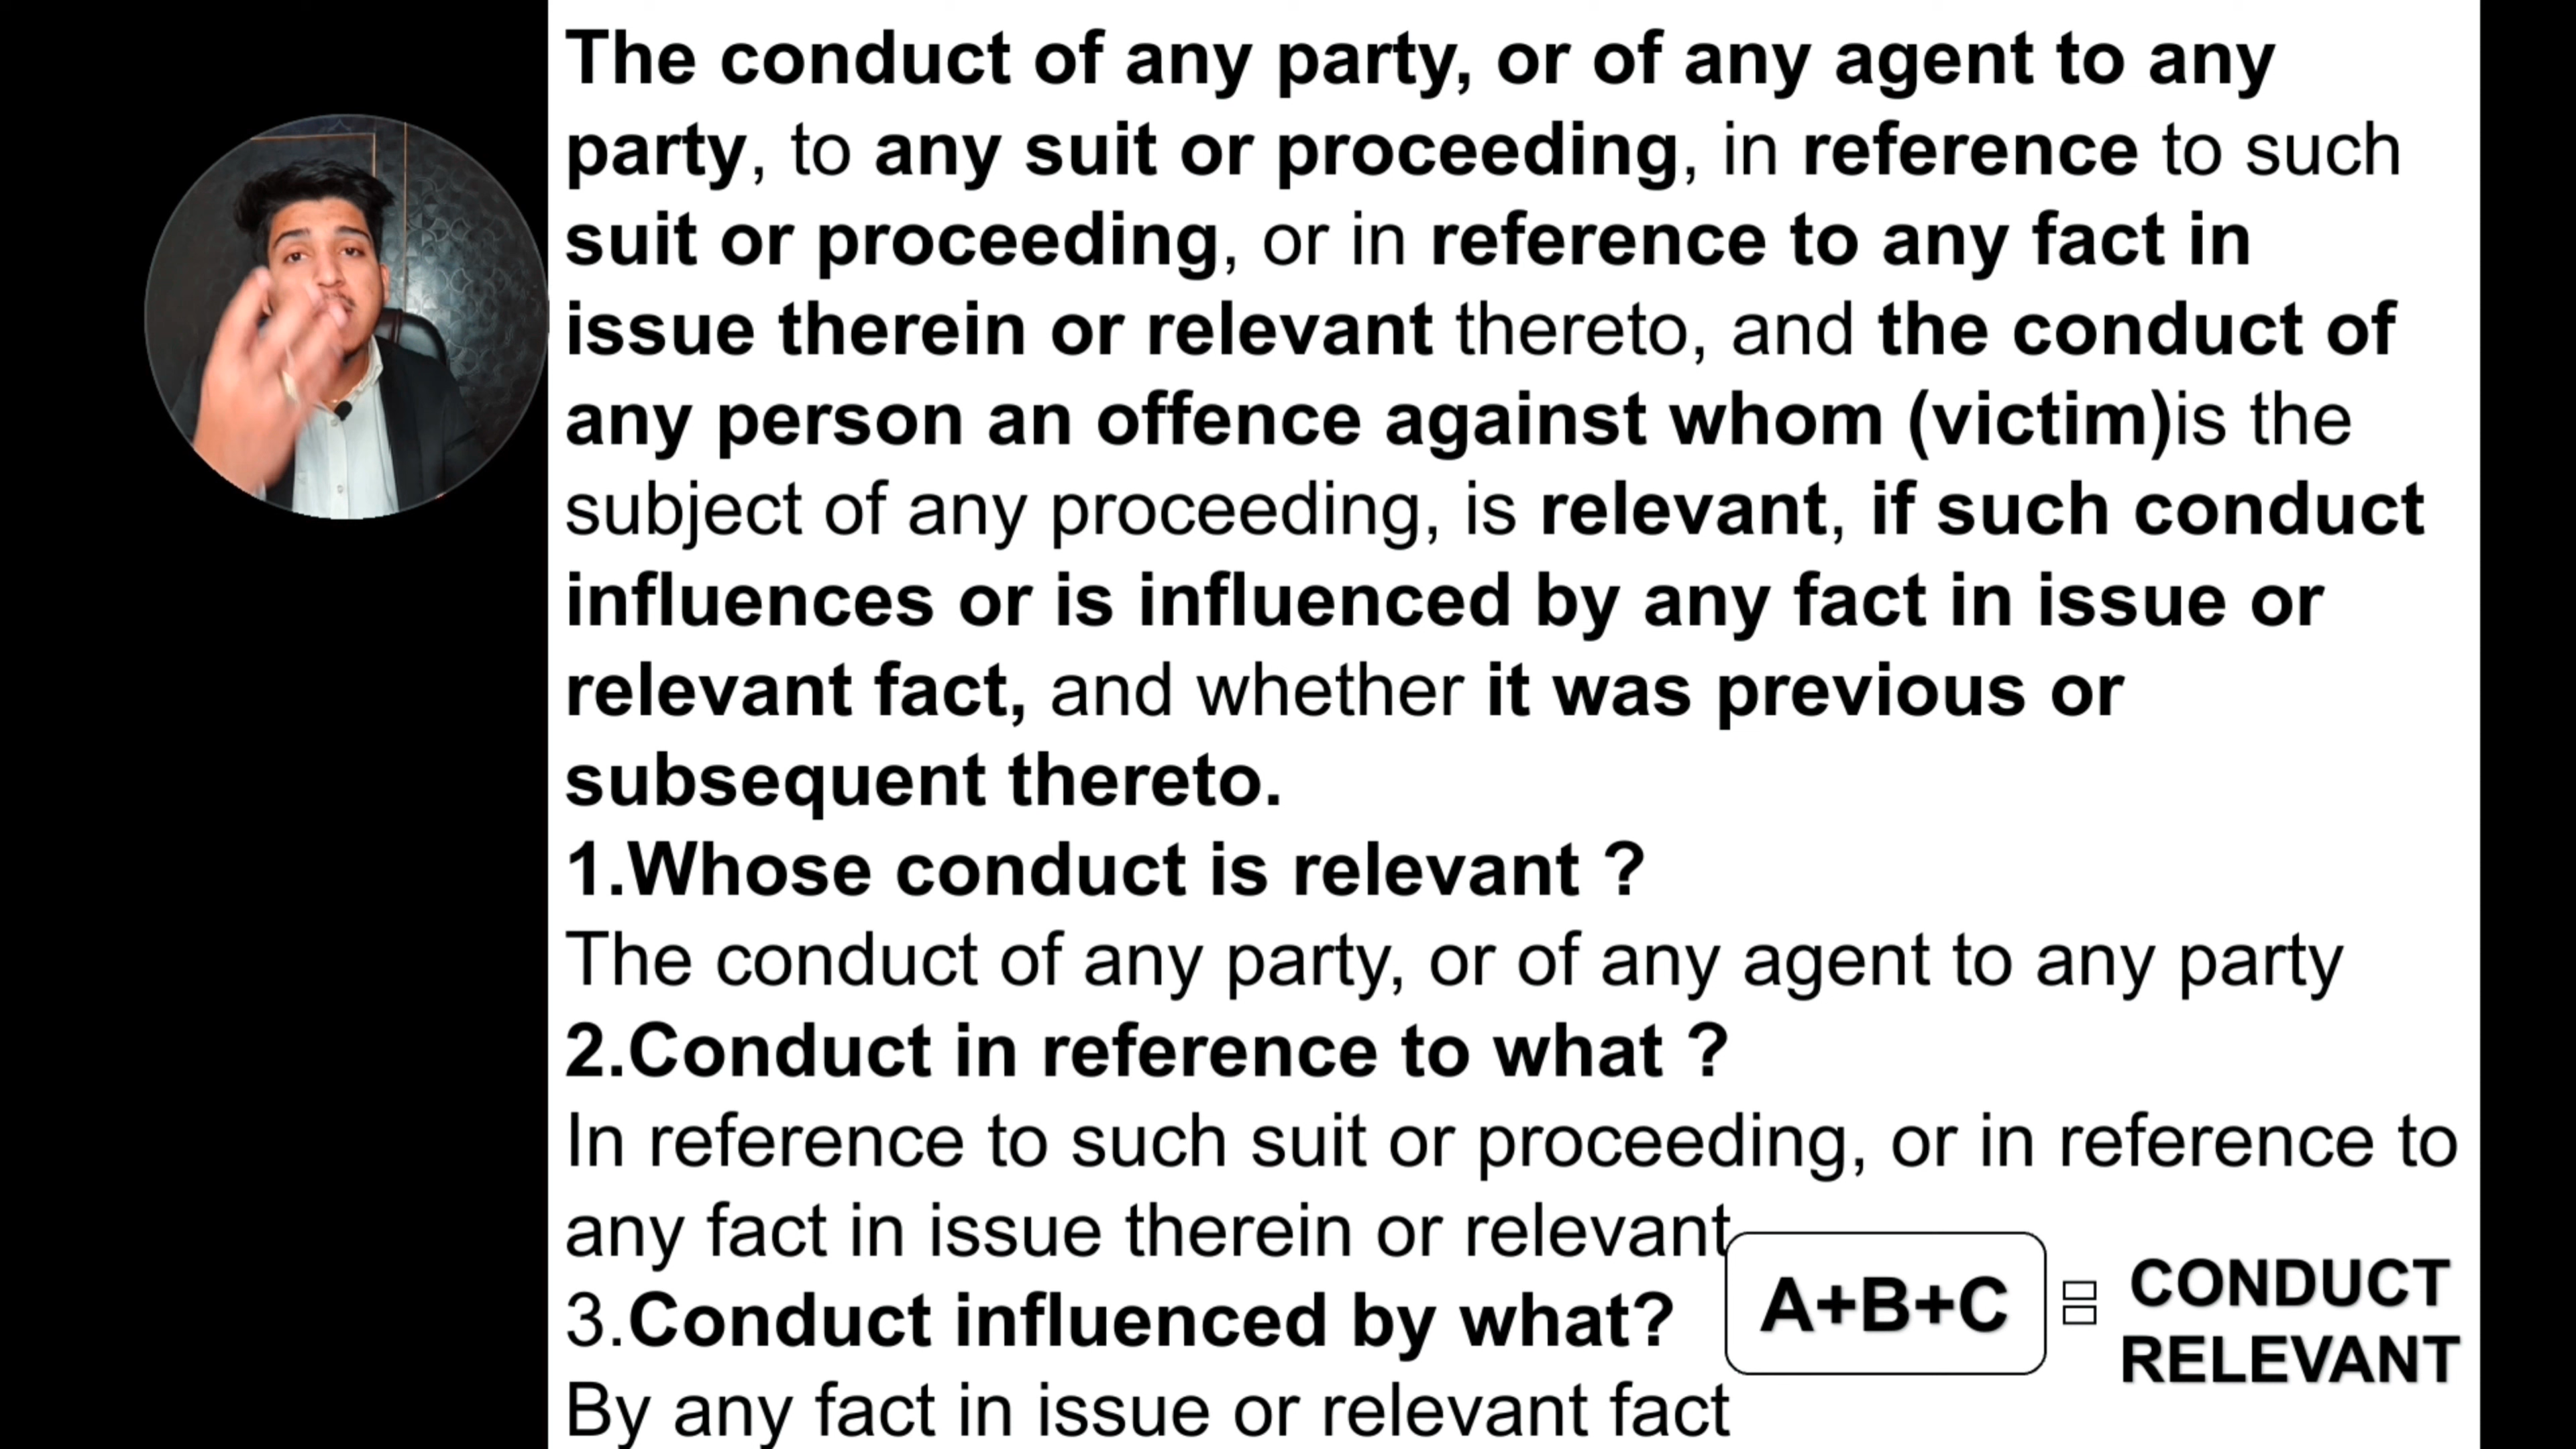 The conduct of any party, or of any agent to any
party, to any suit or proceeding, in reference to such
suit or proceeding, or in reference to any fact in
issue therein or relevant thereto, and the conduct of
any person an offence against whom (victim)is the
subject of any proceeding, is relevant, if such conduct
influences or is influenced by any fact in issue or
relevant fact, and whether it was previous or
subsequent thereto.
1.Whose conduct is relevant ?
The conduct of any party, or of any agent to any party
2.Conduct in reference to what ?
In reference to such suit or proceeding, or in reference to
any fact in issue therein or relevant
3.Conduct influenced by what?
By any fact in issue or relevant fact
A+B+C =
CONDUCT
RELEVANT